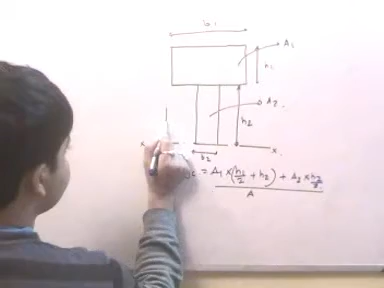 b₁
A₁
h₁
A₂
h₂
x
x
b₂
= A₁ × (h₁/2 + h₂) + A₂ × h₂/2
A